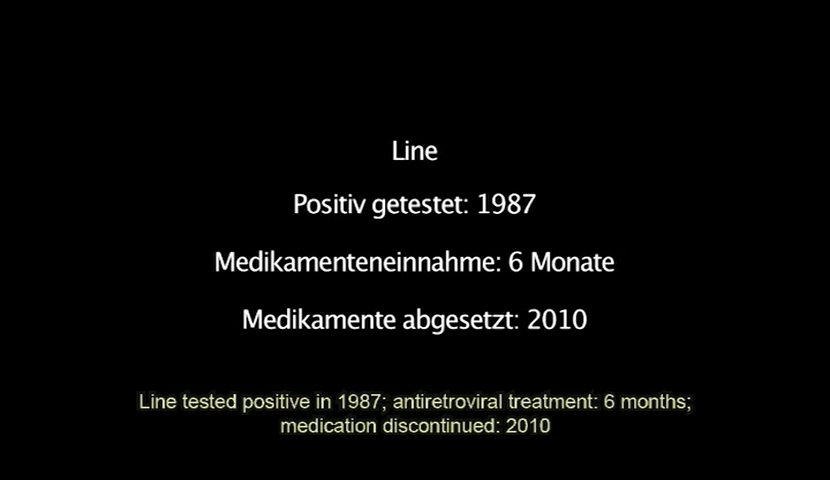 Line
Positiv getestet: 1987
Medikamenteneinnahme: 6 Monate
Medikamente abgesetzt: 2010
Line tested positive in 1987; antiretroviral treatment: 6 months;
medication discontinued: 2010